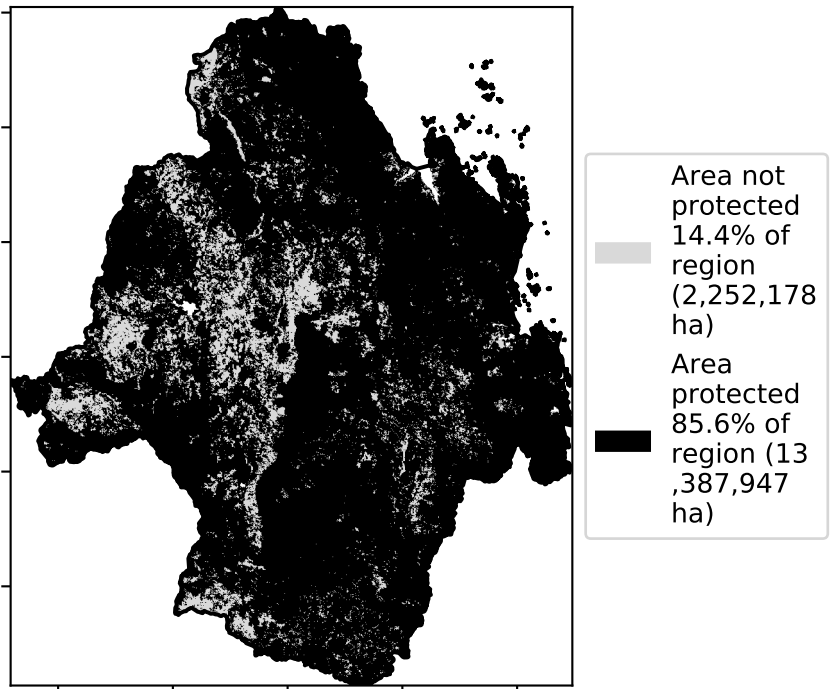 Area not
protected
14.4% of
region
(2,252,178
ha)
Area
protected
85.6% of
region (13
,387,947
ha)